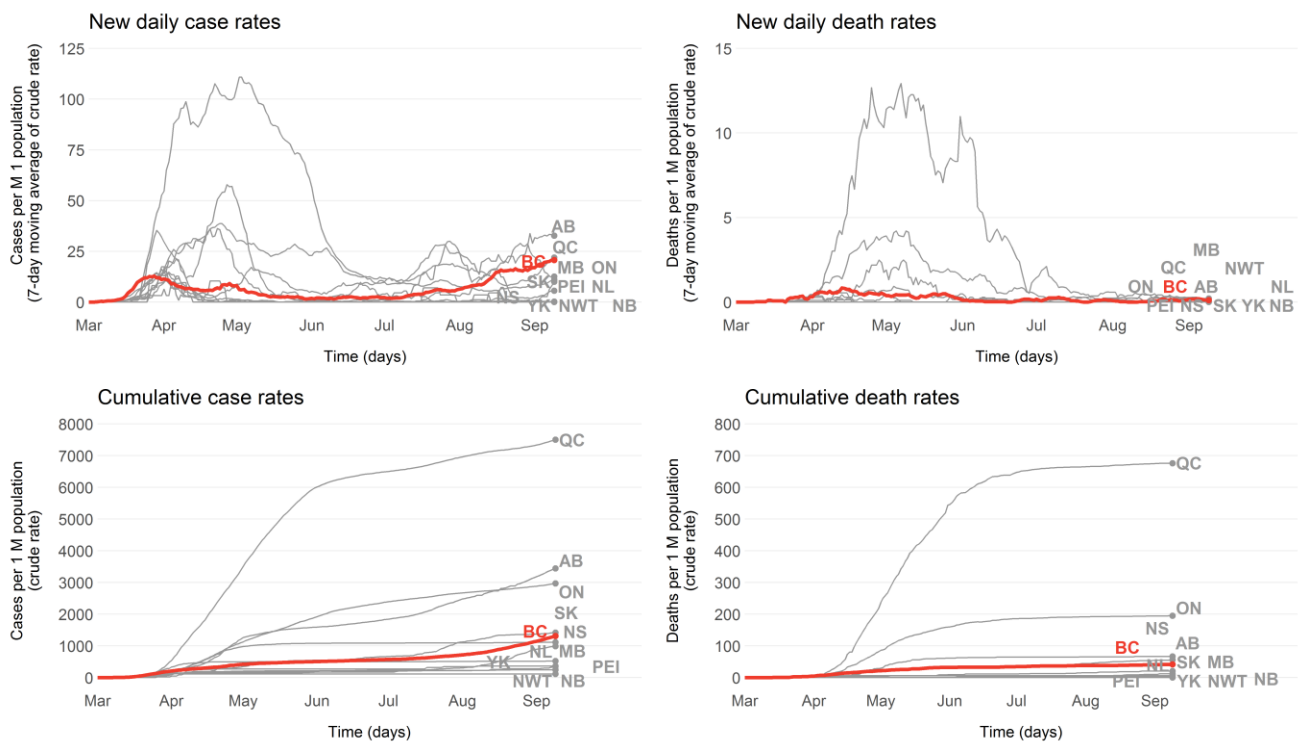 New daily case rates
Cases per M 1 population
(7-day moving average of crude rate)
125
100
75
50
25
0
AB
QC
BC
MB ON
SK PEI NL
NS
YK NWT NB
Mar Apr May Jun Jul Aug Sep
Time (days)
New daily death rates
Deaths per 1 M population
(7-day moving average of crude rate)
15
10
5
0
MB
QC NWT
ON BC AB NL
PEI NS SK YK NB
Mar Apr May Jun Jul Aug Sep
Time (days)
Cumulative case rates
Cases per 1 M population
(crude rate)
8000
7000
6000
5000
4000
3000
2000
1000
0
QC
AB
ON
SK
BC NS
NL MB
YK PEI
NWT NB
Mar Apr May Jun Jul Aug Sep
Time (days)
Cumulative death rates
Deaths per 1 M population
(crude rate)
800
700
600
500
400
300
200
100
0
QC
ON
NS
BC AB
NL SK MB
PEI YK NWT NB
Mar Apr May Jun Jul Aug Sep
Time (days)